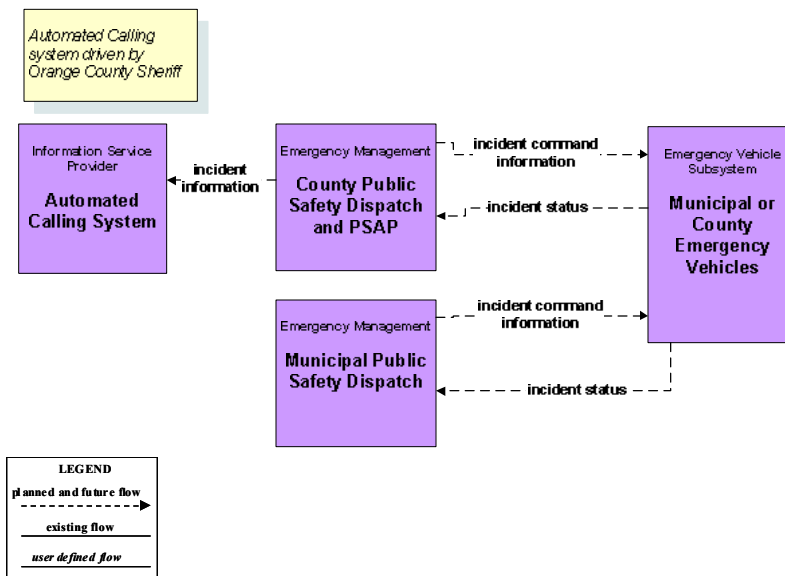 Automated Calling
system driven by
Orange County Sheriff
Information Service
Provider
Automated
Calling System
incident
information
Emergency Management
County Public
Safety Dispatch
and PSAP
incident command
information
incident status
Emergency Vehicle
Subsystem
Municipal or
County
Emergency
Vehicles
Emergency Management
Municipal Public
Safety Dispatch
incident command
information
incident status
LEGEND
planned and future flow
existing flow
user defined flow